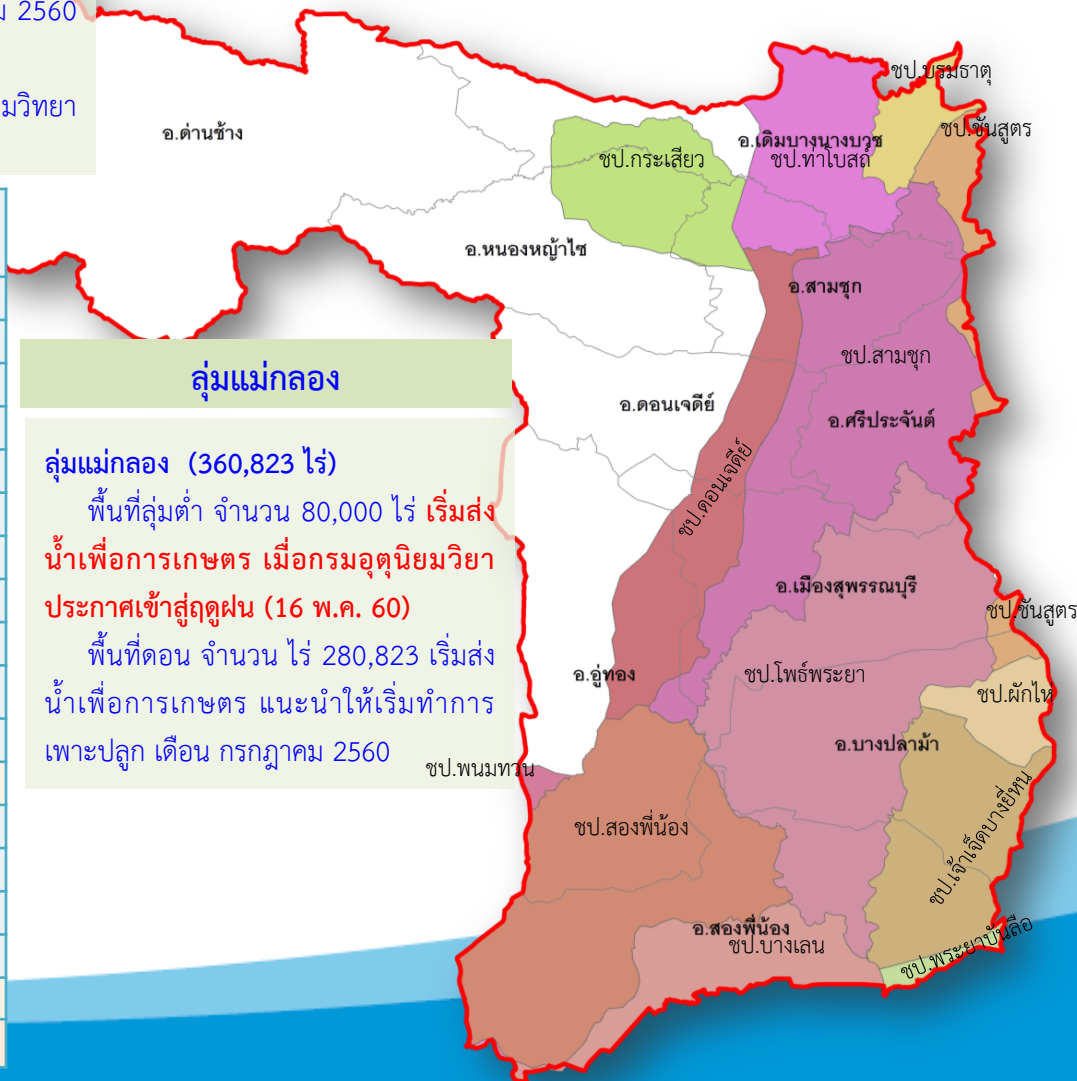 ม 2560
มวิทยา
อ.ด่านช้าง
ชป.บรมธาตุ
ชป.ชันสูตร
อ.เดิมบางนางบวช
ชป.กระเสียว
ชป.ท่าโบสถ์
อ.หนองหญ้าไซ
อ.สามชุก
ชป.สามชุก
ลุ่มแม่กลอง
อ.ดอนเจดีย์
อ.ศรีประจันต์
ชป.ดอนเจดีย์
ลุ่มแม่กลอง (360,823 ไร่)
พื้นที่ลุ่มต่ำ จำนวน 80,000 ไร่ เริ่มส่ง
น้ำเพื่อการเกษตร เมื่อกรมอุตุนิยมวิยา
ประกาศเข้าสู่ฤดูฝน (16 พ.ค. 60)
พื้นที่ดอน จำนวน ไร่ 280,823 เริ่มส่ง
น้ำเพื่อการเกษตร แนะนำให้เริ่มทำการ
เพาะปลูก เดือน กรกฎาคม 2560
อ.เมืองสุพรรณบุรี
ชป.ชันสูตร
อ.อู่ทอง
ชป.โพธ์พระยา
ชป.ผักไห่
อ.บางปลาม้า
ชป.พนมทวน
ชป.สองพี่น้อง
ชป.เจ้าเจ็ดบางยี่หน
อ.สองพี่น้อง
ชป.บางเลน
ชป.พระยาบันลือ